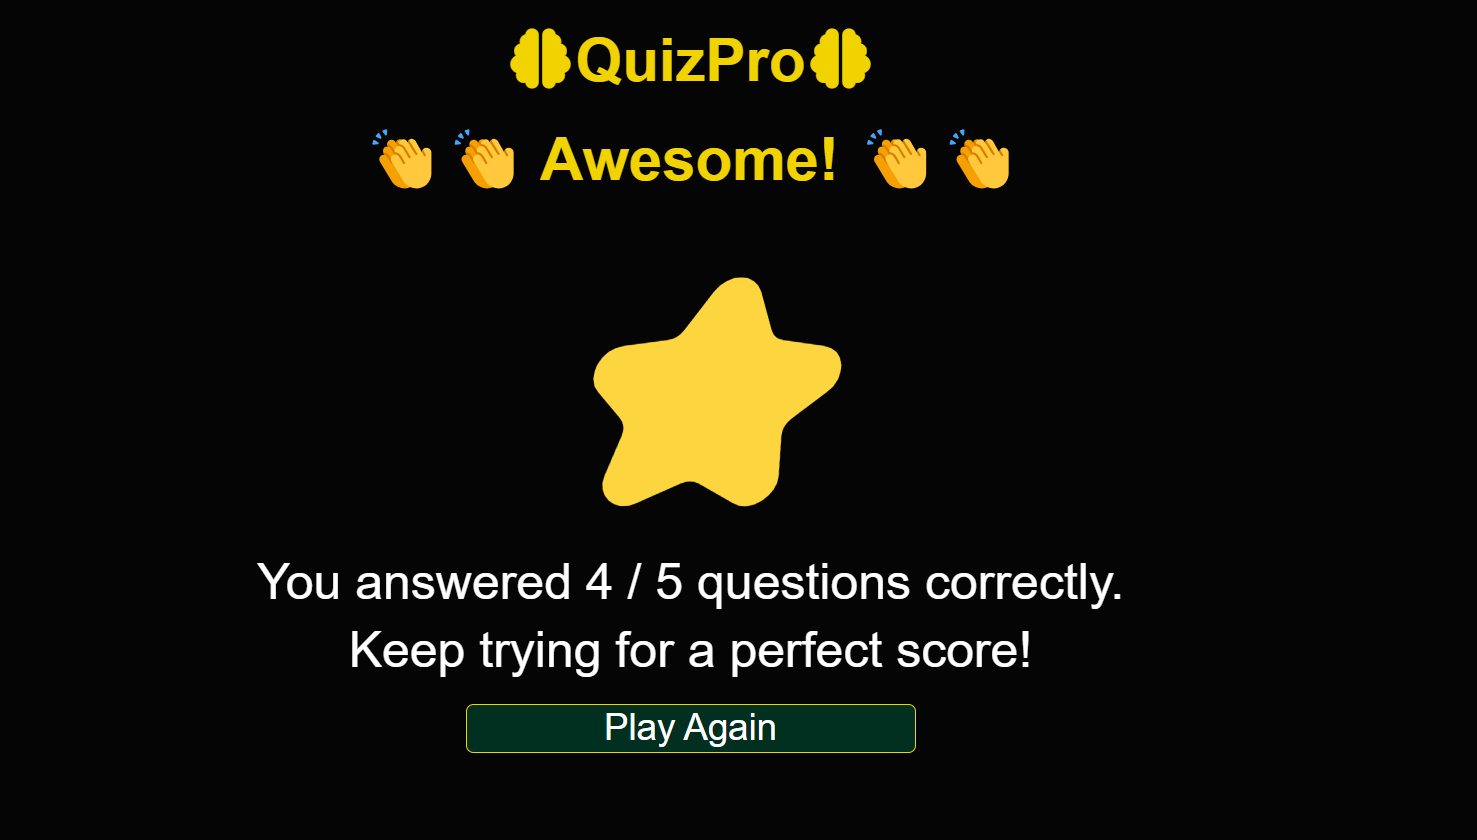 QuizPro
Awesome!
You answered 4 / 5 questions correctly.
Keep trying for a perfect score!
Play Again